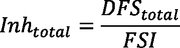 Inh_total = DFS_total / FSI